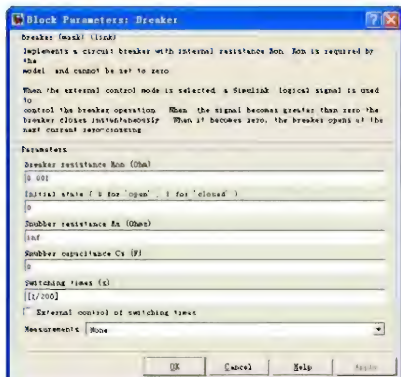 Block Parameters: Breaker
Breaker (mask) (link)
Implements a circuit breaker with internal resistance Ron. Ron is required by
the
model and cannot be set to zero
When the external control mode is selected, a Simulink logical signal is used
to
control the breaker operation When the signal becomes greater than zero the
breaker closes instantaneously When it becomes zero, the breaker opens at the
next current zero-crossing
Parameters
Breaker resistance Ron (Ohm)
0.001
Initial state ( 0 for 'open' , 1 for 'closed' )
0
Snubber resistance Rs (Ohms)
inf
Snubber capacitance Cs (F)
0
Switching times (s)
[1/200]
External control of switching times
Measurements None
OK Cancel Help Apply